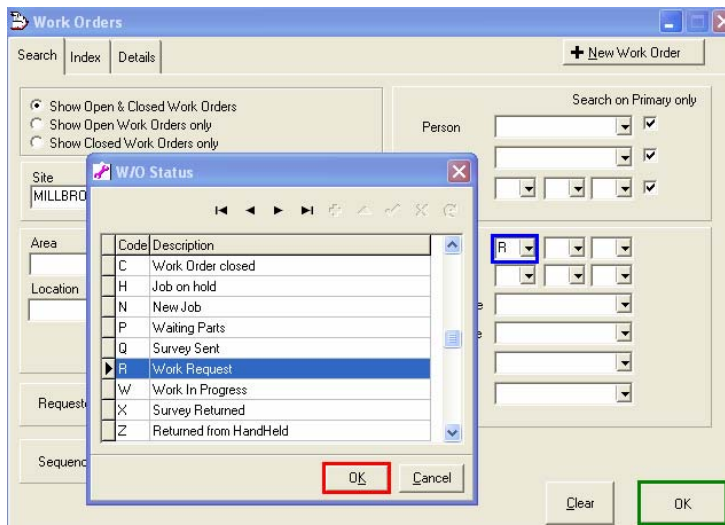 Work Orders
Search Index Details
New Work Order
Show Open & Closed Work Orders
Show Open Work Orders only
Show Closed Work Orders only
Search on Primary only
Person
Site
Area
Location
R
W/O Status
Code Description
C Work Order closed
H Job on hold
N New Job
P Waiting Parts
Q Survey Sent
R Work Request
W Work In Progress
X Survey Returned
Z Returned from HandHeld
OK Cancel
Clear OK